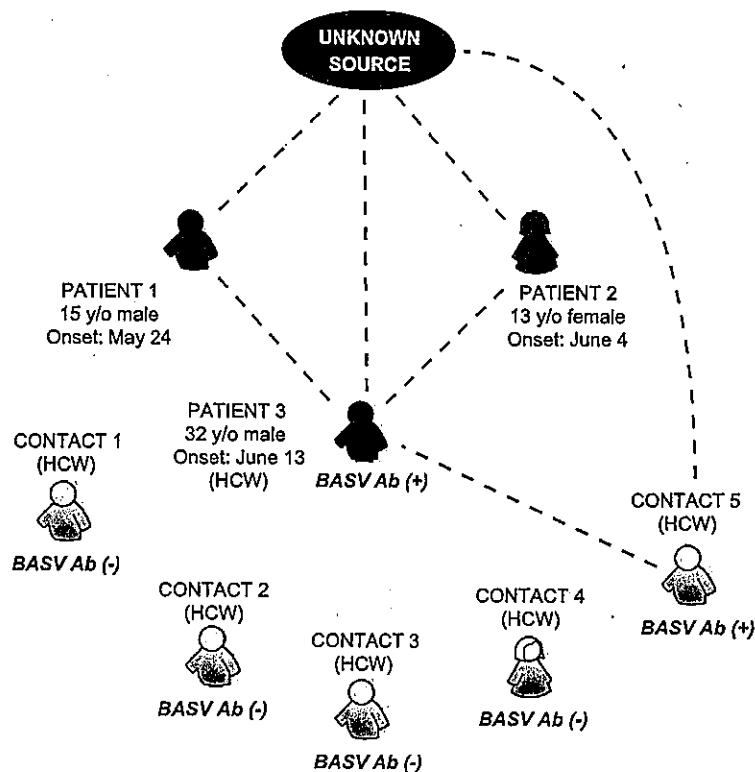 UNKNOWN
SOURCE
PATIENT 1
15 y/o male
Onset: May 24
PATIENT 2
13 y/o female
Onset: June 4
PATIENT 3
32 y/o male
Onset: June 13
(HCW)
BASV Ab (+)
CONTACT 1
(HCW)
BASV Ab (-)
CONTACT 2
(HCW)
BASV Ab (-)
CONTACT 3
(HCW)
BASV Ab (-)
CONTACT 4
(HCW)
BASV Ab (-)
CONTACT 5
(HCW)
BASV Ab (+)